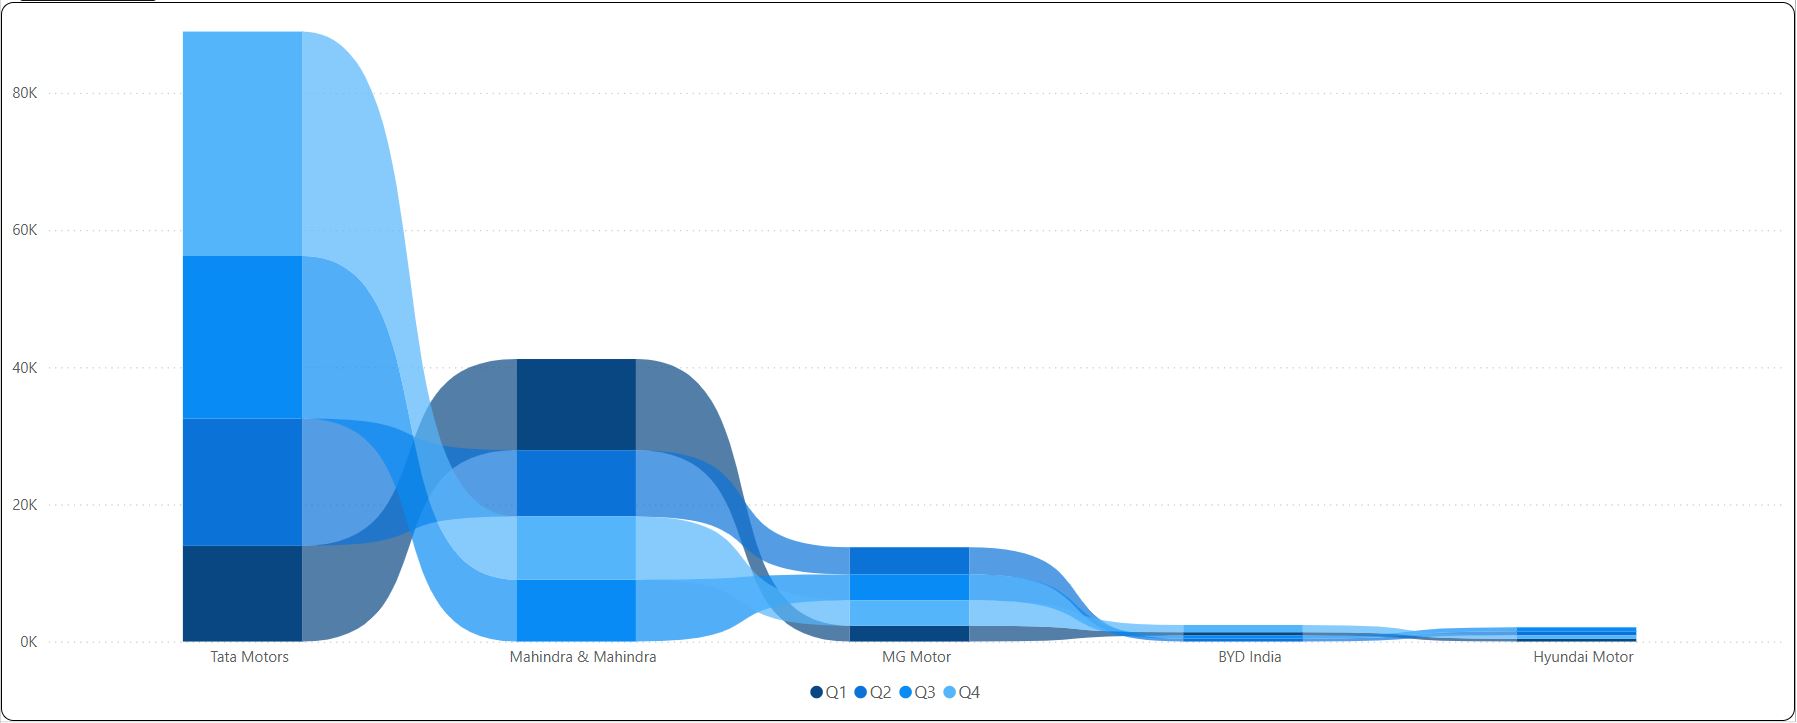 80K
60K
40K
20K
0K
Tata Motors Mahindra & Mahindra MG Motor BYD India Hyundai Motor
Q1 Q2 Q3 Q4